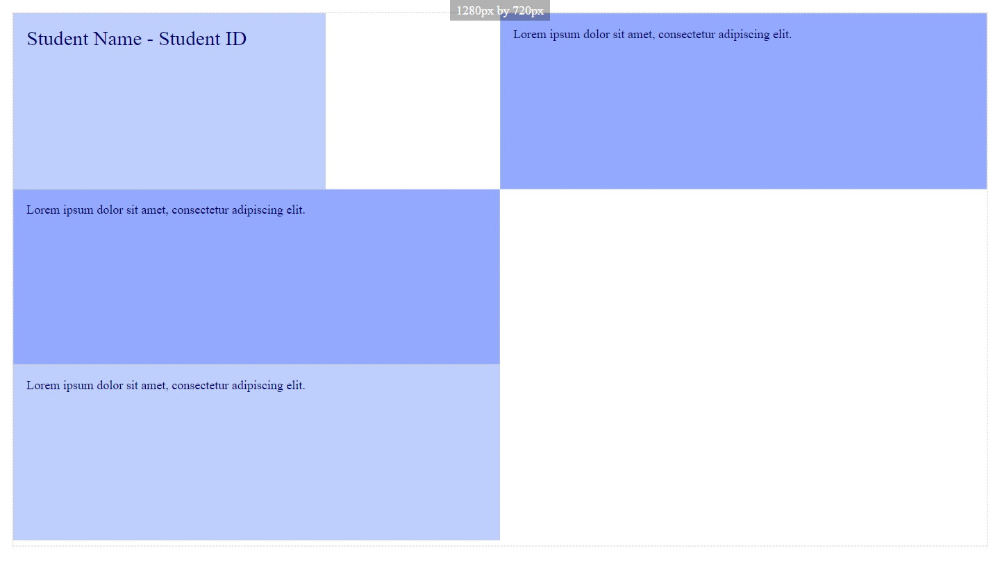 1280px by 720px
Student Name - Student ID
Lorem ipsum dolor sit amet, consectetur adipiscing elit.
Lorem ipsum dolor sit amet, consectetur adipiscing elit.
Lorem ipsum dolor sit amet, consectetur adipiscing elit.